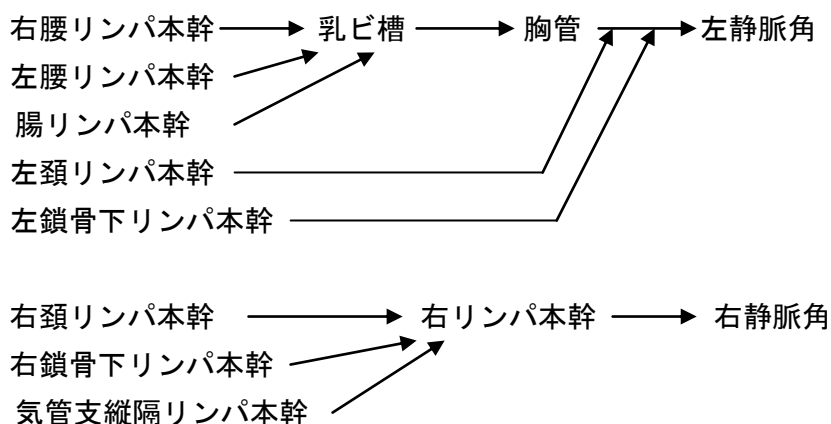 右腰リンパ本幹 乳ビ槽 胸管 左静脈角
左腰リンパ本幹
腸リンパ本幹
左頚リンパ本幹
左鎖骨下リンパ本幹
右頚リンパ本幹 右リンパ本幹 右静脈角
右鎖骨下リンパ本幹
気管支縦隔リンパ本幹